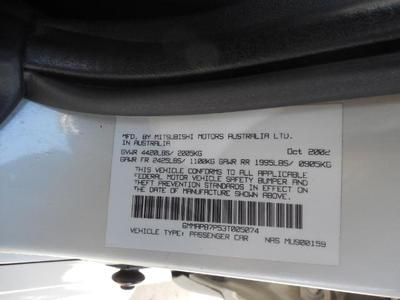 MFD. BY MITSUBISHI MOTORS AUSTRALIA LTD.
IN AUSTRALIA Oct 2002
GVWR 4420LBS/ 2005KG
GAWR FR 2425LBS/ 1100KG GAWR RR 1995LBS/ 0905KG
THIS VEHICLE CONFORMS TO ALL APPLICABLE
FEDERAL MOTOR VEHICLE SAFETY BUMPER AND
THEFT PREVENTION STANDARDS IN EFFECT ON
THE DATE OF MANUFACTURE SHOWN ABOVE.
6MMAP87P53T005074
VEHICLE TYPE: PASSENGER CAR NAS MU900159